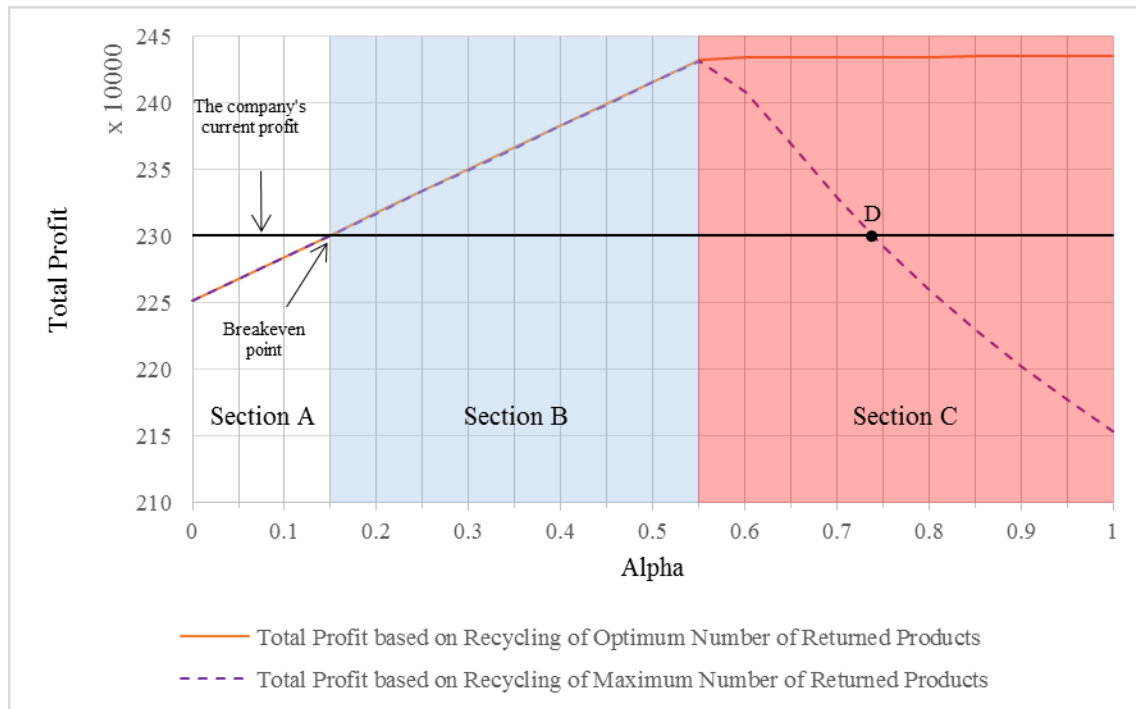 245
240
235
230
225
220
215
210
x 10000
Total Profit
The company's
current profit
Breakeven
point
D
Section A
Section B
Section C
0
0.1
0.2
0.3
0.4
0.5
0.6
0.7
0.8
0.9
1
Alpha
Total Profit based on Recycling of Optimum Number of Returned Products
Total Profit based on Recycling of Maximum Number of Returned Products